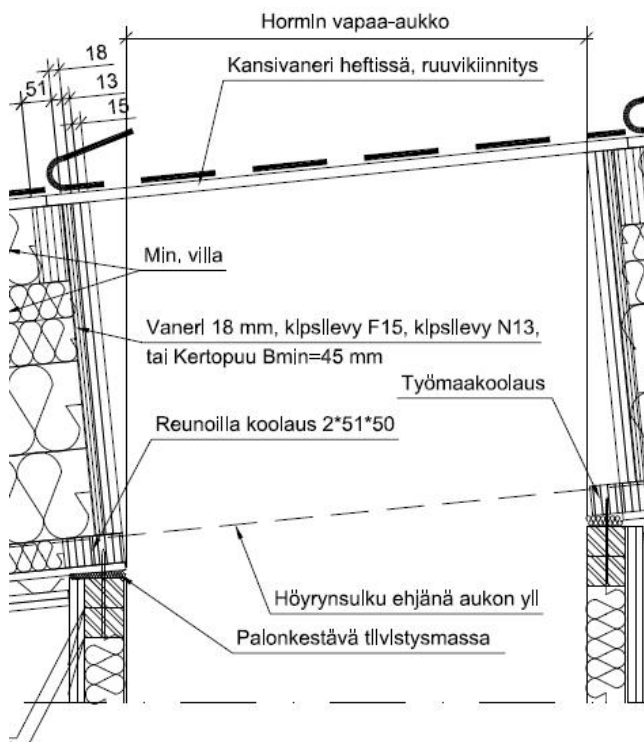 Hormin vapaa-aukko
18
Kansivaneri heftissä, ruuvikiinnitys
51
13
15
Min. villa
Vaneri 18 mm, kipsilevy F15, kipsilevy N13,
tai Kertopuu Bmin=45 mm
Työmaakoolaus
Reunoilla koolaus 2*51*50
Höyrynsulku ehjänä aukon yli
Palonkestävä tiivistysmassa